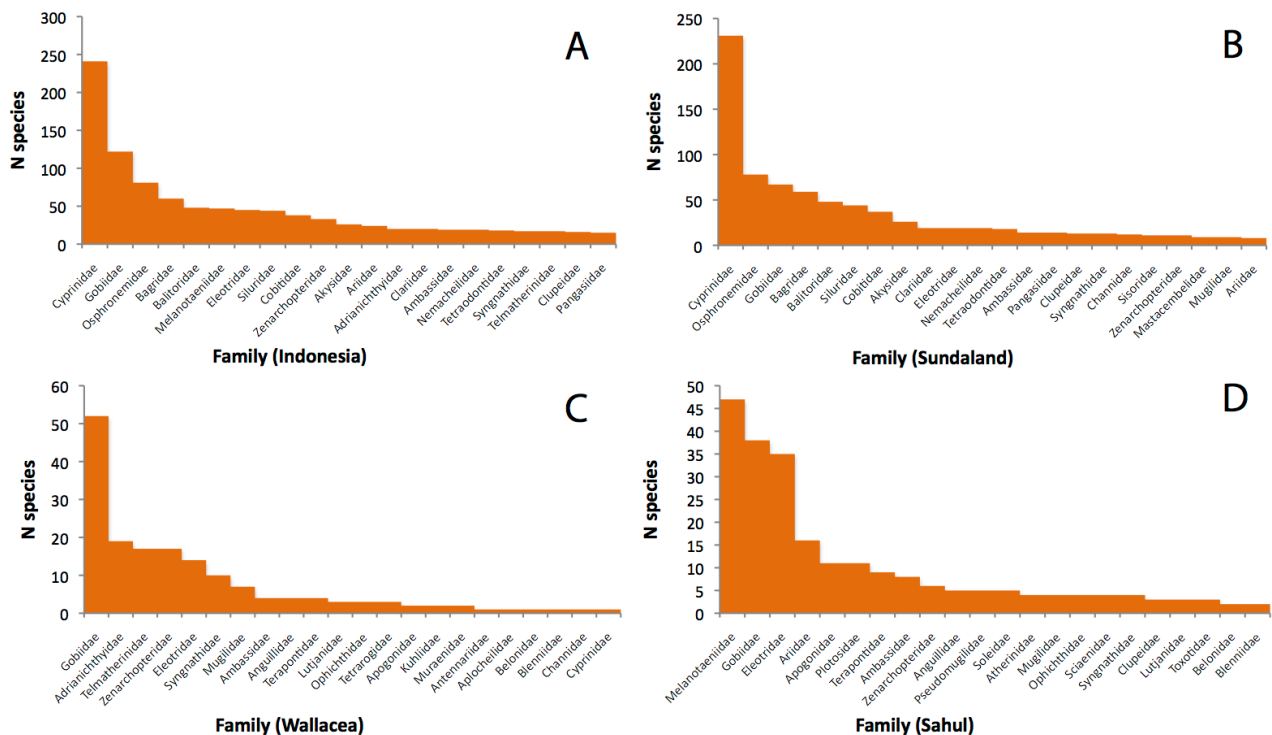 A
N species
300
250
200
150
100
50
0
Cyprinidae
Gobiidae
Osphronemidae
Bagridae
Balitoridae
Melanotaeniidae
Eleotridae
Siluridae
Cobitidae
Zenarchopteridae
Akysidae
Ariidae
Adrianichthyidae
Clariidae
Ambassidae
Nemacheilidae
Tetraodontidae
Syngnathidae
Telmatherinidae
Clupeidae
Pangasiidae
Family (Indonesia)
B
N species
250
200
150
100
50
0
Cyprinidae
Osphronemidae
Gobiidae
Bagridae
Balitoridae
Siluridae
Cobitidae
Akysidae
Clariidae
Eleotridae
Nemacheilidae
Tetraodontidae
Ambassidae
Pangasiidae
Clupeidae
Syngnathidae
Channidae
Sisoridae
Zenarchopteridae
Mastacembelidae
Mugilidae
Ariidae
Family (Sundaland)
C
N species
60
50
40
30
20
10
0
Gobiidae
Adrianichthyidae
Telmatherinidae
Zenarchopteridae
Eleotridae
Syngnathidae
Mugilidae
Ambassidae
Anguillidae
Terapontidae
Lutjanidae
Ophichthidae
Tetrarogidae
Apogonidae
Kuhliidae
Muraenidae
Antennariidae
Aplocheilidae
Belonidae
Blenniidae
Channidae
Cyprinidae
Family (Wallacea)
D
N species
50
45
40
35
30
25
20
15
10
5
0
Melanotaeniidae
Gobiidae
Eleotridae
Ariidae
Apogonidae
Plotosidae
Terapontidae
Ambassidae
Zenarchopteridae
Anguillidae
Pseudomugilidae
Soleidae
Atherinidae
Mugilidae
Ophichthidae
Sciaenidae
Syngnathidae
Clupeidae
Lutjanidae
Toxotidae
Belonidae
Blenniidae
Family (Sahul)